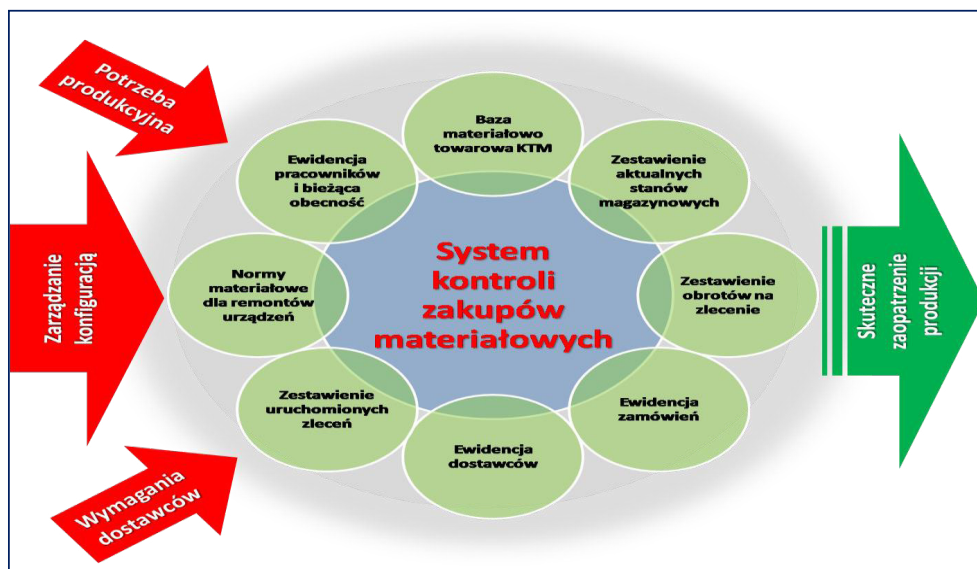 Potrzeba
produkcyjna
Zarządzanie
konfiguracją
Wymagania
dostawców
Baza
materiałowo
towarowa KTM
Zestawienie
aktualnych
stanów
magazynowych
Zestawienie
obrotów na
zlecenie
Ewidencja
zamówień
Ewidencja
dostawców
Zestawienie
uruchomionych
zleceń
Normy
materiałowe
dla remontów
urządzeń
Ewidencja
pracowników
i bieżąca
obecność
System
kontroli
zakupów
materiałowych
Skuteczne
zaopatrzenie
produkcji